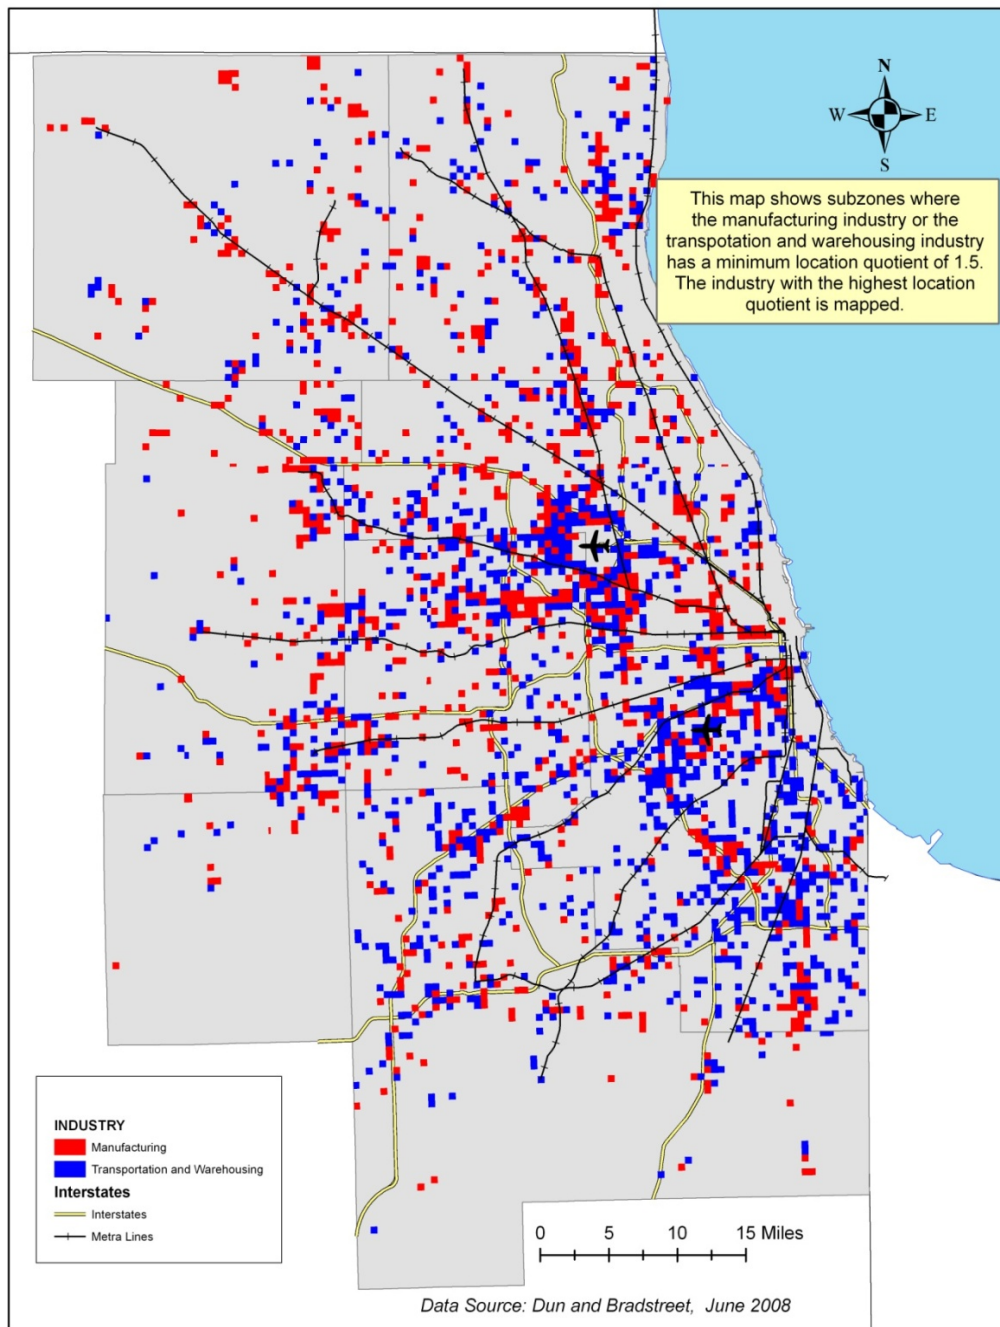 N
W
E
S
This map shows subzones where
the manufacturing industry or the
transpotation and warehousing industry
has a minimum location quotient of 1.5.
The industry with the highest location
quotient is mapped.
INDUSTRY
Manufacturing
Transportation and Warehousing
Interstates
Interstates
Metra Lines
0 5 10 15 Miles
Data Source: Dun and Bradstreet, June 2008